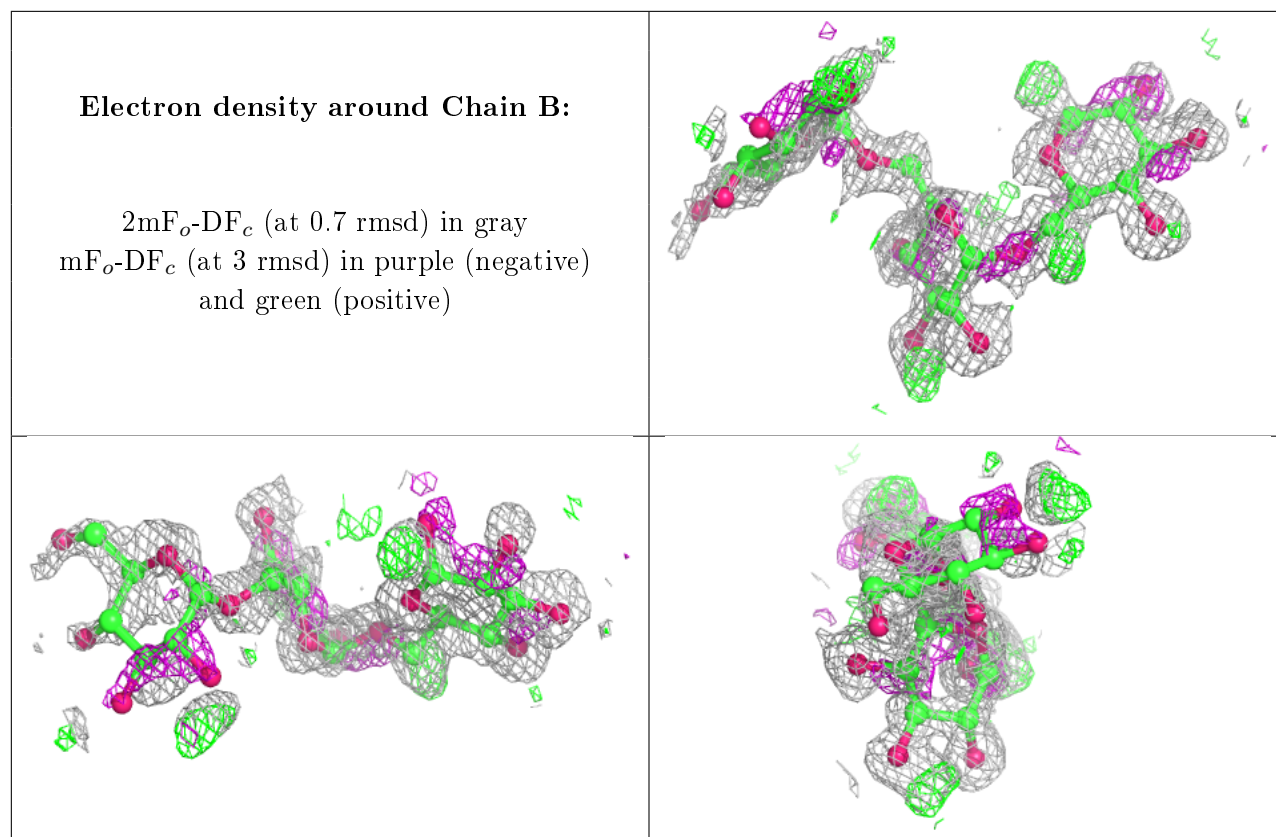 Electron density around Chain B:
2mFo-DFc (at 0.7 rmsd) in gray
mFo-DFc (at 3 rmsd) in purple (negative)
and green (positive)